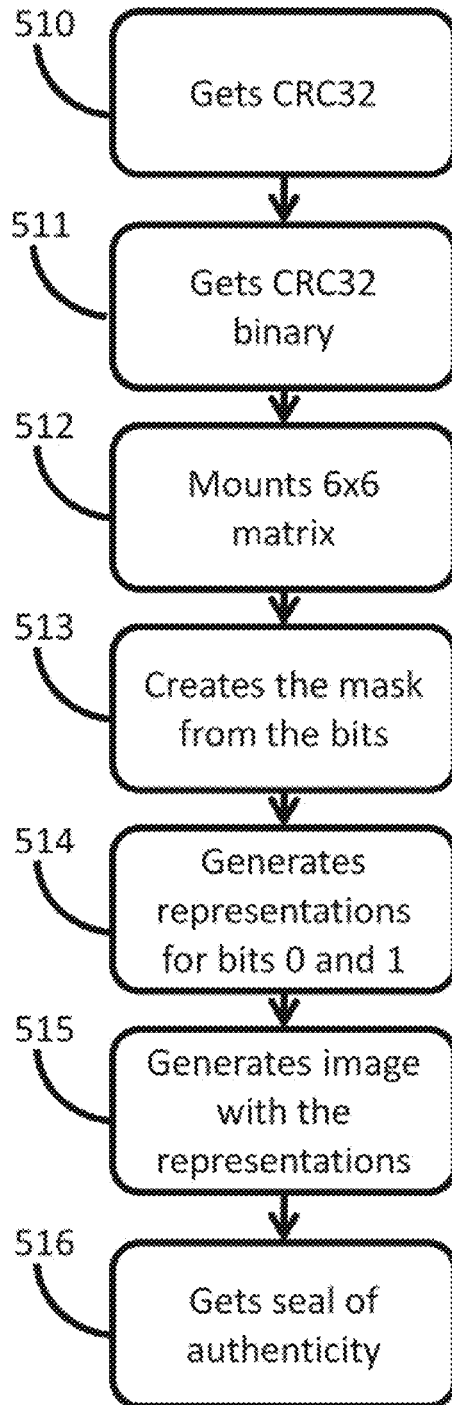 510
Gets CRC32
511
Gets CRC32
binary
512
Mounts 6x6
matrix
513
Creates the mask
from the bits
514
Generates
representations
for bits 0 and 1
515
Generates image
with the
representations
516
Gets seal of
authenticity